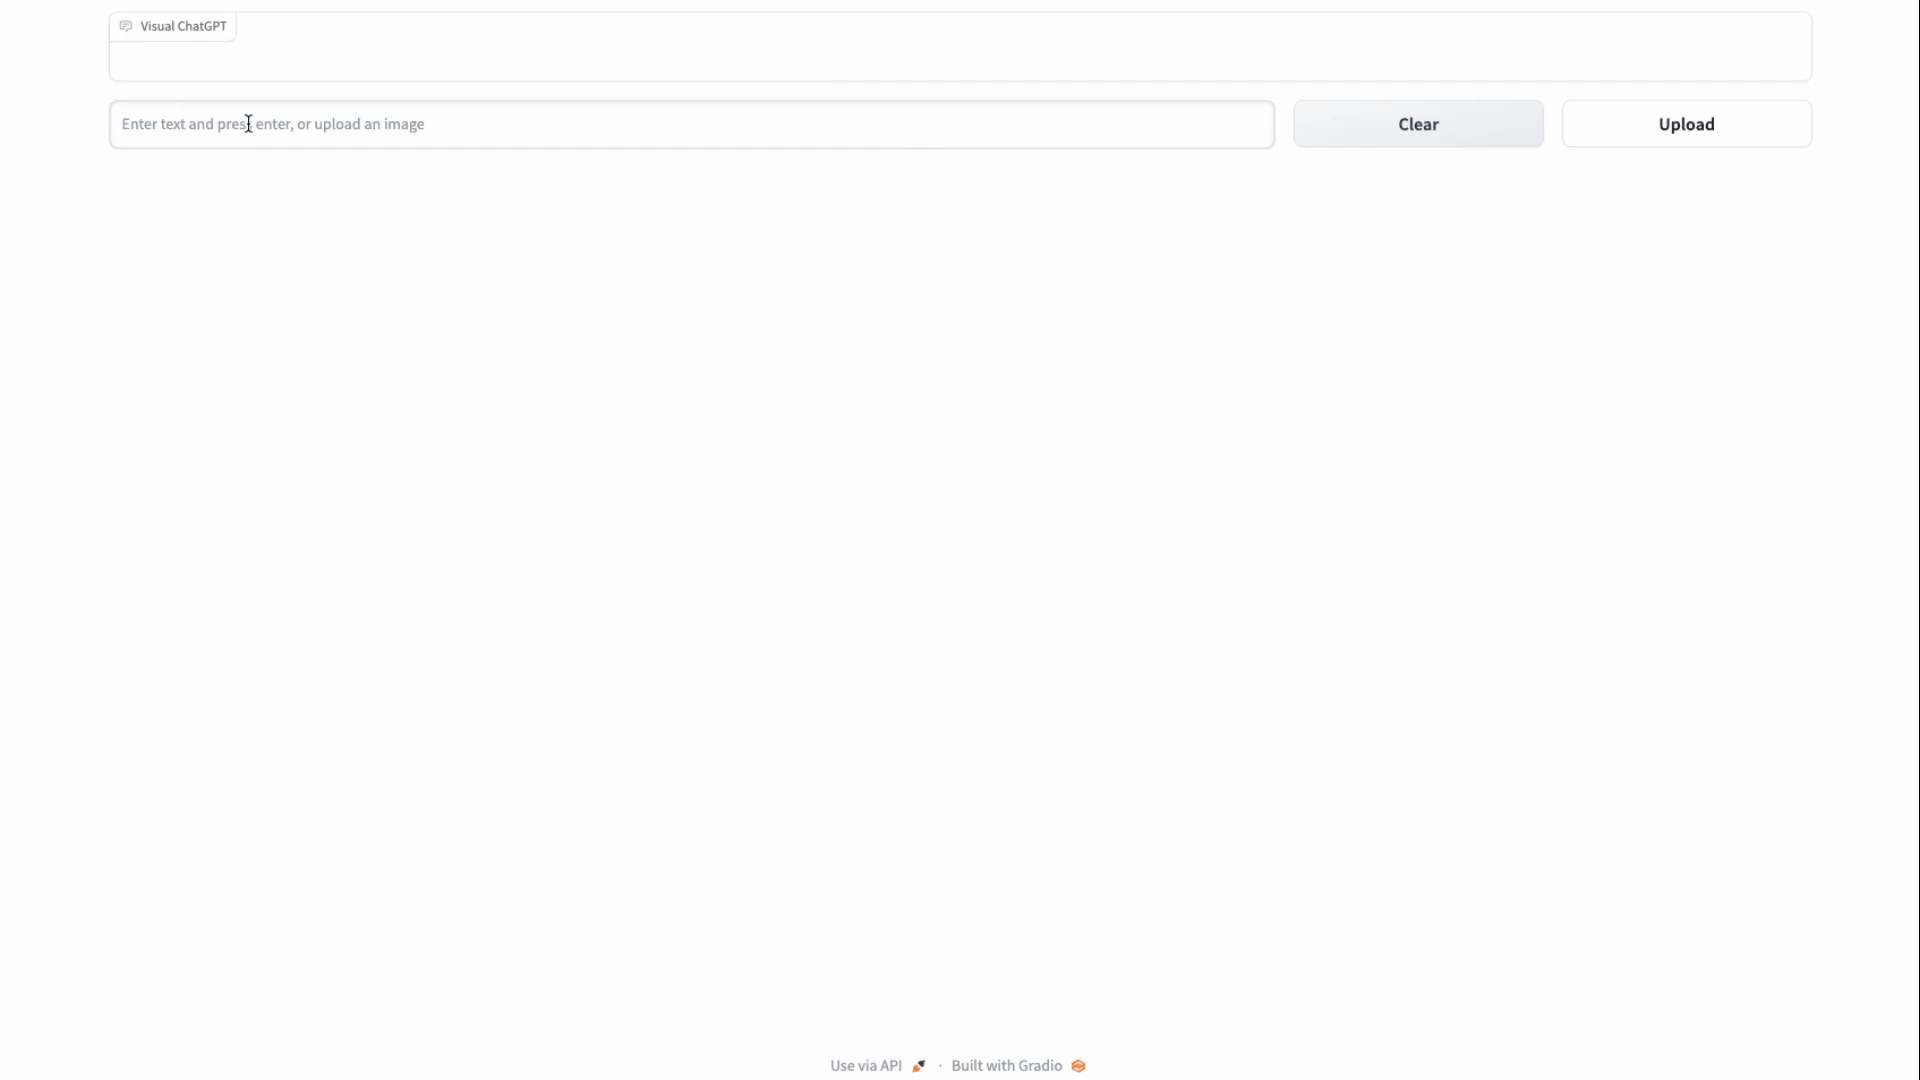 Visual ChatGPT
Enter text and press enter, or upload an image
Clear
Upload
Use via API 🚀 · Built with Gradio